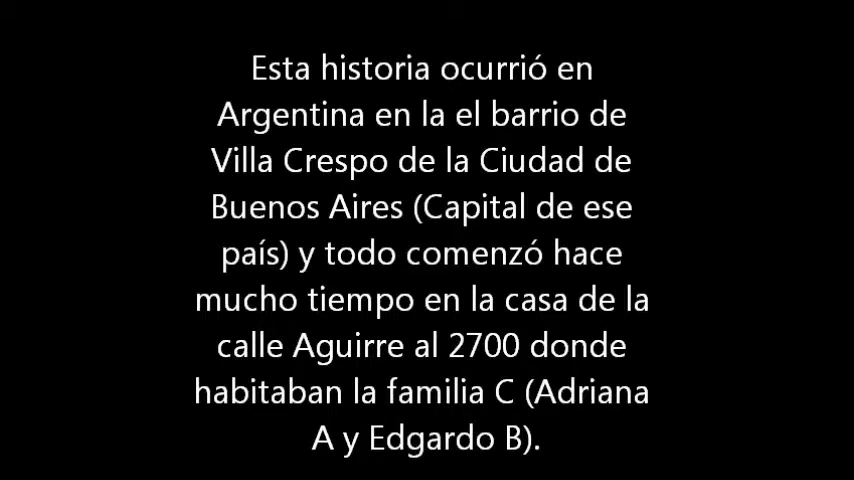 Esta historia ocurrió en
Argentina en la el barrio de
Villa Crespo de la Ciudad de
Buenos Aires (Capital de ese
país) y todo comenzó hace
mucho tiempo en la casa de la
calle Aguirre al 2700 donde
habitaban la familia C (Adriana
A y Edgardo B).